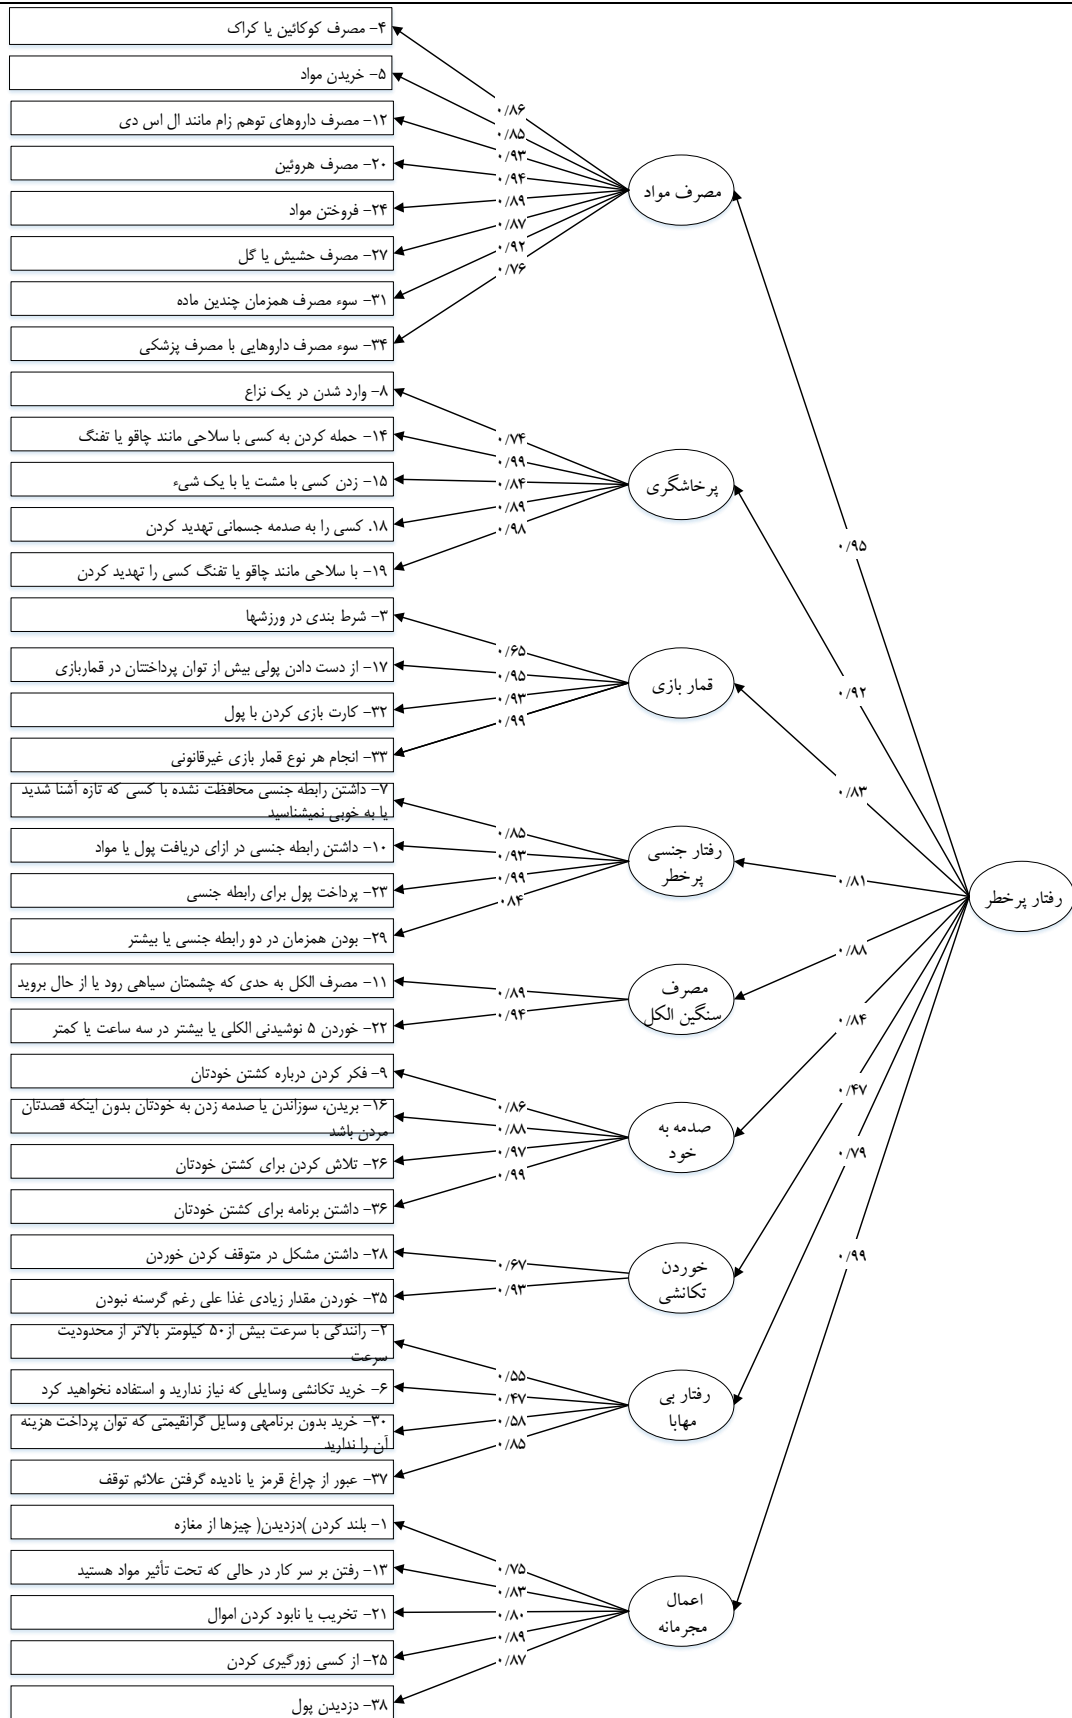 ۴- مصرف کوکائین یا کراک
۵- خریدن مواد
۱۲- مصرف داروهای توهم زام مانند ال اس دی
۲۰- مصرف هروئین
۲۴- فروختن مواد
۲۷- مصرف حشیش یا گل
۳۱- سوء مصرف همزمان چندین ماده
۳۴- سوء مصرف داروهایی با مصرف پزشکی
۰/۸۶
۰/۸۵
۰/۹۳
۰/۹۴
۰/۸۹
۰/۸۷
۰/۹۲
۰/۷۶
مصرف مواد
۸- وارد شدن در یک نزاع
۱۴- حمله کردن به کسی با سلاحی مانند چاقو یا تفنگ
۱۵- زدن کسی با مشت یا با یک شیء
۱۸. کسی را به صدمه جسمانی تهدید کردن
۱۹- با سلاحی مانند چاقو یا تفنگ کسی را تهدید کردن
۰/۷۴
۰/۹۹
۰/۸۴
۰/۸۹
۰/۹۸
پرخاشگری
۳- شرط بندی در ورزشها
۱۷- از دست دادن پولی بیش از توان پرداختتان در قماربازی
۳۲- کارت بازی کردن با پول
۳۳- انجام هر نوع قمار بازی غیرقانونی
۰/۶۵
۰/۹۵
۰/۹۳
۰/۹۹
قمار بازی
۷- داشتن رابطه جنسی محافظت نشده با کسی که تازه آشنا شدید
یا به خوبی نمیشناسید
۱۰- داشتن رابطه جنسی در ازای دریافت پول یا مواد
۲۳- پرداخت پول برای رابطه جنسی
۲۹- بودن همزمان در دو رابطه جنسی یا بیشتر
۰/۸۵
۰/۹۳
۰/۹۹
۰۸۴
رفتار جنسی
پرخطر
۱۱- مصرف الکل به حدی که چشمتان سیاهی رود یا از حال بروید
۲۲- خوردن ۵ نوشیدنی الکلی یا بیشتر در سه ساعت یا کمتر
۰/۸۹
۰/۹۴
مصرف
سنگین الکل
۹- فکر کردن درباره کشتن خودتان
۱۶- بریدن، سوزاندن یا صدمه زدن به خودتان بدون اینکه قصدتان
مردن باشد
۲۶- تلاش کردن برای کشتن خودتان
۳۶- داشتن برنامه برای کشتن خودتان
۰/۸۶
۰/۸۸
۰/۹۷
۰/۹۹
صدمه به
خود
۲۸- داشتن مشکل در متوقف کردن خوردن
۳۵- خوردن مقدار زیادی غذا علی رغم گرسنه نبودن
۰/۶۷
۰/۹۳
خوردن
تکانشی
۲- رانندگی با سرعت بیش از۵۰ کیلومتر بالاتر از محدودیت
سرعت
۶- خرید تکانشی وسایلی که نیاز ندارید و استفاده نخواهید کرد
۳۰- خرید بدون برنامهی وسایل گرانقیمتی که توان پرداخت هزینه
آن را ندارید
۳۷- عبور از چراغ قرمز یا نادیده گرفتن علائم توقف
۰/۵۵
۰/۴۷
۰/۵۸
۰/۸۵
رفتار بی
مهابا
۱- بلند کردن )دزدیدن( چیزها از مغازه
۱۳- رفتن بر سر کار در حالی که تحت تأثیر مواد هستید
۲۱- تخریب یا نابود کردن اموال
۲۵- از کسی زورگیری کردن
۳۸- دزدیدن پول
۰/۷۵
۰/۸۳
۰/۸۰
۰/۸۹
۰/۸۷
اعمال
مجرمانه
۰/۹۵
۰/۹۲
۰/۸۳
۰/۸۱
۰/۸۸
۰/۸۴
۰/۴۷
۰/۷۹
۰/۹۹
رفتار پرخطر